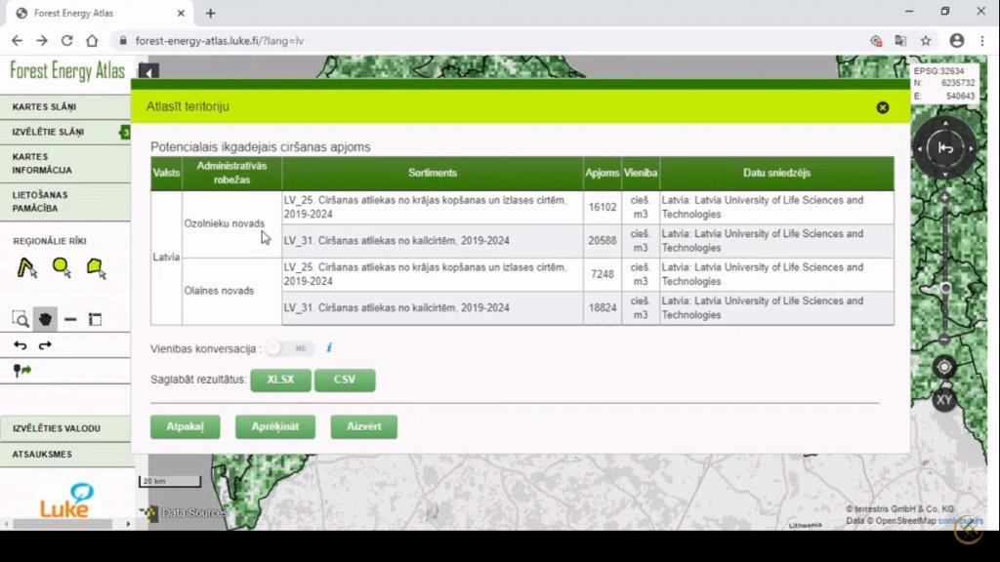 Forest Energy Atlas
forest-energy-atlas.luke.fi/?lang=lv
Forest Energy Atlas
KARTES SLĀŅI
IZVĒLĒTIE SLĀŅI
3
KARTES
INFORMĀCIJA
LIETOŠANAS
PAMĀCĪBA
REĢIONĀLIE RĪKI
IZVĒLĒTIES VALODU
ATSAUKSMES
Luke
EPSG:32634
N: 6235732
E: 540643
Atlasīt teritoriju
Potenciālais ikgadējais ciršanas apjoms
Valsts Administratīvās robežas Sortiments Apjoms Vienība Datu sniedzējs
Latvia
Ozolnieku novads
LV_25. Ciršanas atliekas no krājas kopšanas un izlases cirtēm,
2019-2024
16102
cieš.
m3
Latvia: Latvia University of Life Sciences and
Technologies
LV_31. Ciršanas atliekas no kailcirtēm, 2019-2024
20588
cieš.
m3
Latvia: Latvia University of Life Sciences and
Technologies
Olaines novads
LV_25. Ciršanas atliekas no krājas kopšanas un izlases cirtēm,
2019-2024
7248
cieš.
m3
Latvia: Latvia University of Life Sciences and
Technologies
LV_31. Ciršanas atliekas no kailcirtēm, 2019-2024
18824
cieš.
m3
Latvia: Latvia University of Life Sciences and
Technologies
Vienības konversācija : NE i
Saglabāt rezultātus: XLSX CSV
Atpakaļ Aprēķināt Aizvērt
XY
20 km
Data Sources
Lithuania
© terrestris GmbH & Co. KG
Data © OpenStreetMap contributors